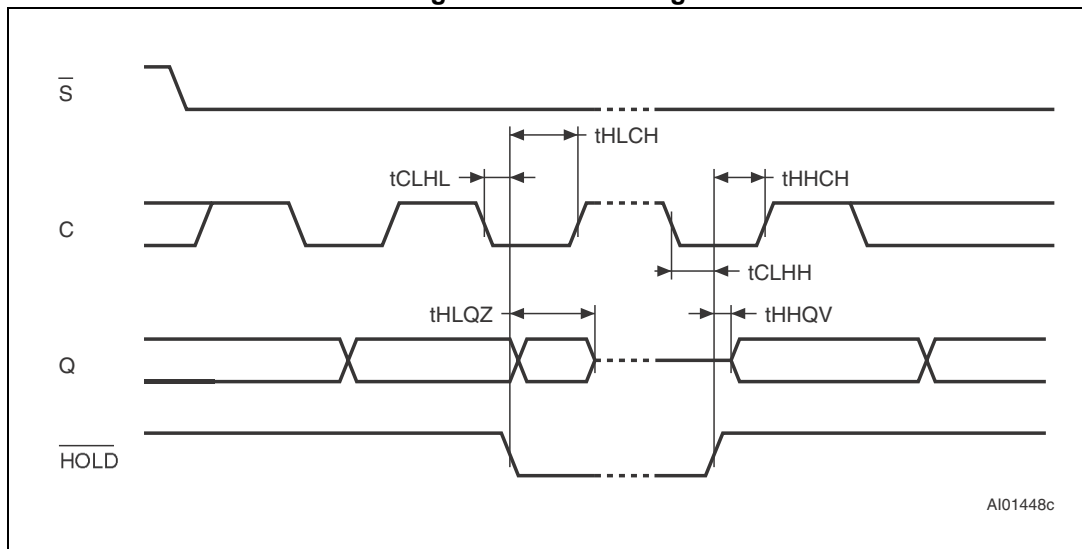 S
tHLCH
tCLHL
tHHCH
C
tCLHH
tHLQZ
tHHQV
Q
HOLD
AI01448c